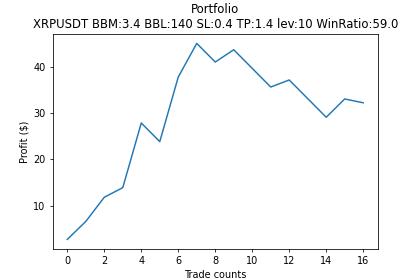 Portfolio
XRPUSDT BBM:3.4 BBL:140 SL:0.4 TP:1.4 lev:10 WinRatio:59.0
Profit ($)
40
30
20
10
0 2 4 6 8 10 12 14 16
Trade counts